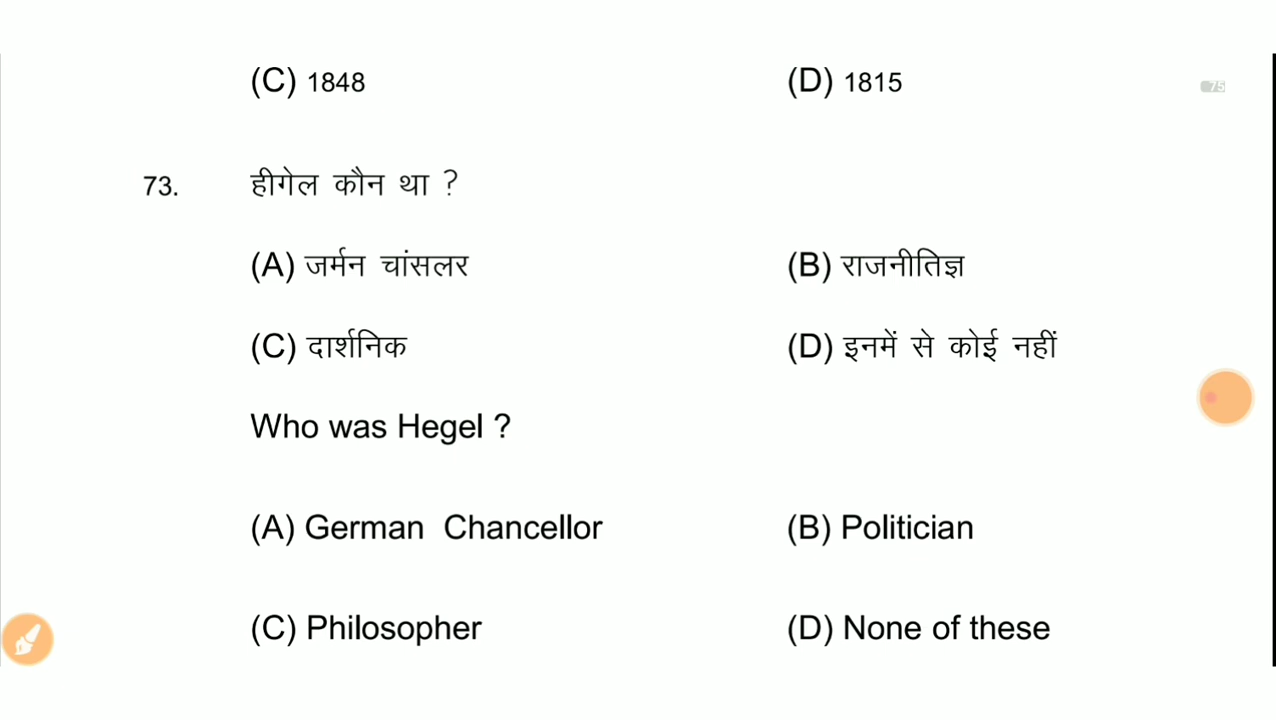 (C) 1848 (D) 1815
75
73. हीगेल कौन था ?
(A) जर्मन चांसलर (B) राजनीतिज्ञ
(C) दार्शनिक (D) इनमें से कोई नहीं
Who was Hegel ?
(A) German Chancellor (B) Politician
(C) Philosopher (D) None of these